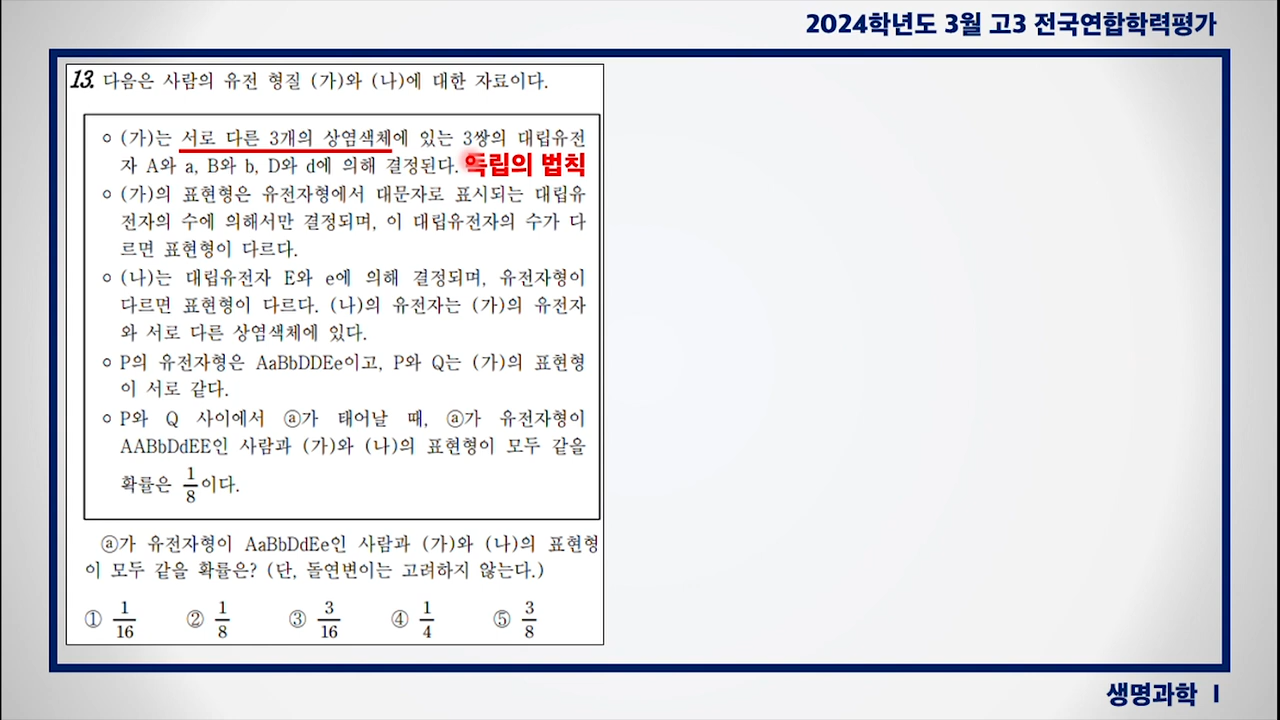 2024학년도 3월 고3 전국연합학력평가
13. 다음은 사람의 유전 형질 (가)와 (나)에 대한 자료이다.
○ (가)는 서로 다른 3개의 상염색체에 있는 3쌍의 대립유전
자 A와 a, B와 b, D와 d에 의해 결정된다. 독립의 법칙
○ (가)의 표현형은 유전자형에서 대문자로 표시되는 대립유
전자의 수에 의해서만 결정되며, 이 대립유전자의 수가 다
르면 표현형이 다르다.
○ (나)는 대립유전자 E와 e에 의해 결정되며, 유전자형이
다르면 표현형이 다르다. (나)의 유전자는 (가)의 유전자
와 서로 다른 상염색체에 있다.
○ P의 유전자형은 AaBbDDEe이고, P와 Q는 (가)의 표현형
이 서로 같다.
○ P와 Q 사이에서 ⓐ가 태어날 때, ⓐ가 유전자형이
AABbDdEE인 사람과 (가)와 (나)의 표현형이 모두 같을
확률은 1/8이다.
ⓐ가 유전자형이 AaBbDdEe인 사람과 (가)와 (나)의 표현형
이 모두 같을 확률은? (단, 돌연변이는 고려하지 않는다.)
① 1/16 ② 1/8 ③ 3/16 ④ 1/4 ⑤ 3/8
생명과학 Ⅰ